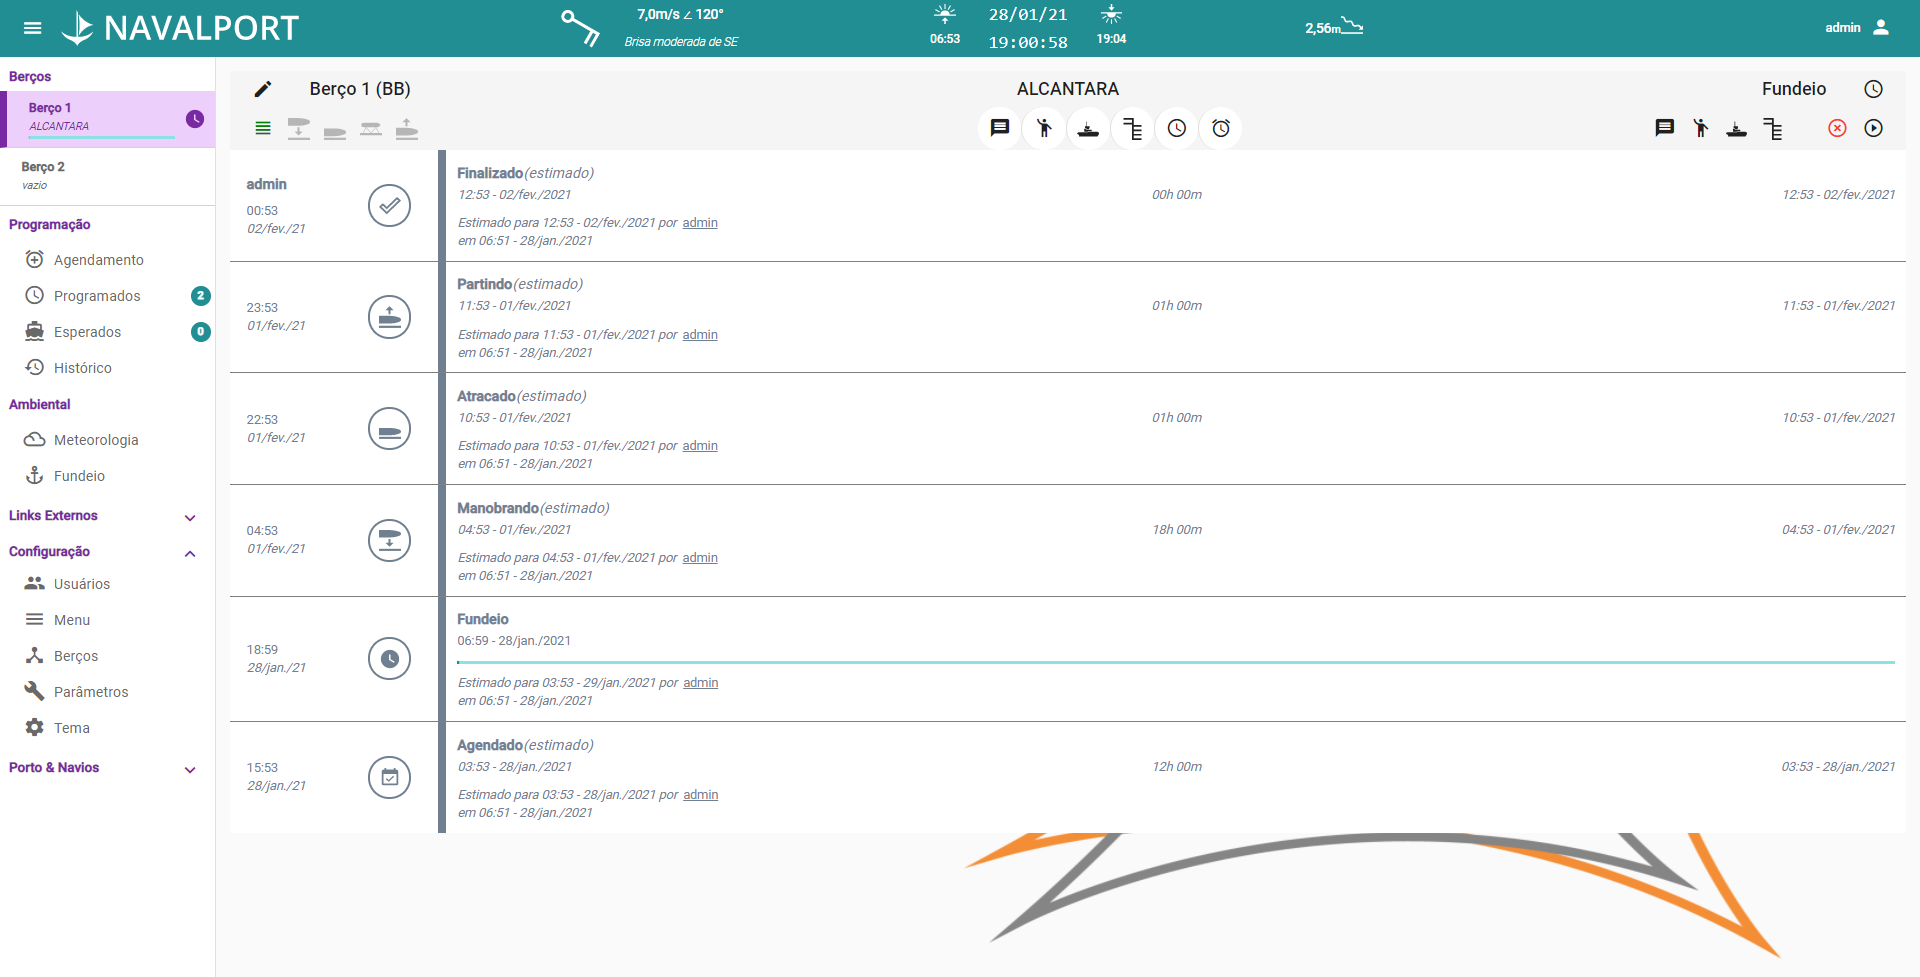 NAVALPORT
7,0m/s ∠ 120°
Brisa moderada de SE
06:53
28/01/21
19:00:58
19:04
2,56m
admin
Berços
Berço 1
ALCANTARA
Berço 2
vazio
Programação
Agendamento
Programados 2
Esperados 0
Histórico
Ambiental
Meteorologia
Fundeio
Links Externos
Configuração
Usuários
Menu
Berços
Parâmetros
Tema
Porto & Navios
Berço 1 (BB) ALCANTARA Fundeio
admin
00:53
02/fev./21
Finalizado(estimado)
12:53 - 02/fev./2021 00h 00m 12:53 - 02/fev./2021
Estimado para 12:53 - 02/fev./2021 por admin
em 06:51 - 28/jan./2021
23:53
01/fev./21
Partindo(estimado)
11:53 - 01/fev./2021 01h 00m 11:53 - 01/fev./2021
Estimado para 11:53 - 01/fev./2021 por admin
em 06:51 - 28/jan./2021
22:53
01/fev./21
Atracado(estimado)
10:53 - 01/fev./2021 01h 00m 10:53 - 01/fev./2021
Estimado para 10:53 - 01/fev./2021 por admin
em 06:51 - 28/jan./2021
04:53
01/fev./21
Manobrando(estimado)
04:53 - 01/fev./2021 18h 00m 04:53 - 01/fev./2021
Estimado para 04:53 - 01/fev./2021 por admin
em 06:51 - 28/jan./2021
18:59
28/jan./21
Fundeio
06:59 - 28/jan./2021
Estimado para 03:53 - 29/jan./2021 por admin
em 06:51 - 28/jan./2021
15:53
28/jan./21
Agendado(estimado)
03:53 - 28/jan./2021 12h 00m 03:53 - 28/jan./2021
Estimado para 03:53 - 28/jan./2021 por admin
em 06:51 - 28/jan./2021